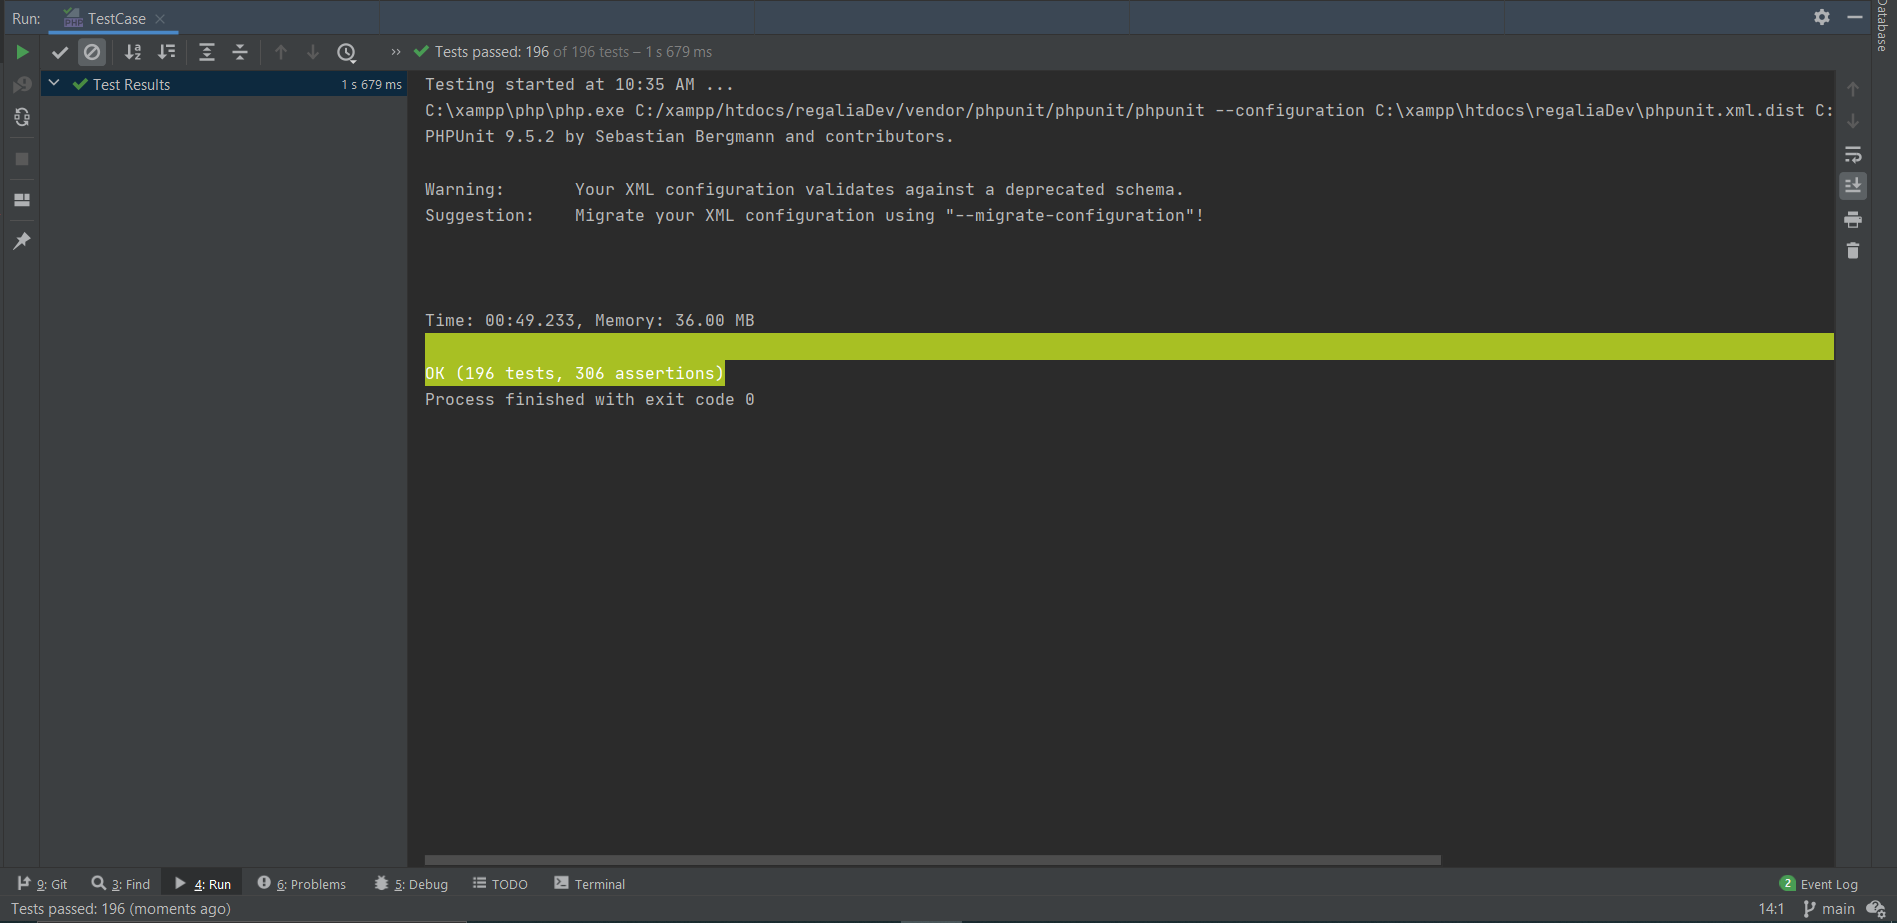 Run: TestCase
Database
Tests passed: 196 of 196 tests – 1 s 679 ms
Test Results 1 s 679 ms
Testing started at 10:35 AM ...
C:\xampp\php\php.exe C:/xampp/htdocs/regaliaDev/vendor/phpunit/phpunit/phpunit --configuration C:\xampp\htdocs\regaliaDev\phpunit.xml.dist C:
PHPUnit 9.5.2 by Sebastian Bergmann and contributors.
Warning: Your XML configuration validates against a deprecated schema.
Suggestion: Migrate your XML configuration using "--migrate-configuration"!
Time: 00:49.233, Memory: 36.00 MB
OK (196 tests, 306 assertions)
Process finished with exit code 0
9: Git 3: Find 4: Run 6: Problems 5: Debug TODO Terminal 2 Event Log
Tests passed: 196 (moments ago) 14:1 main